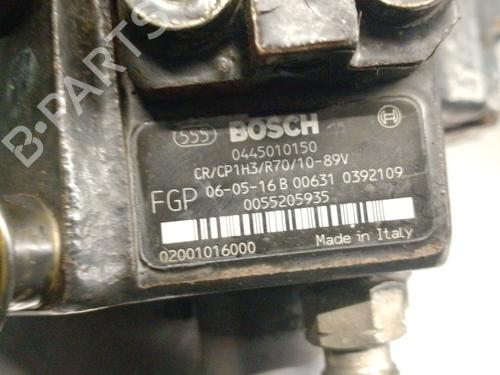 B-PARTS
555 BOSCH
0445010150
CR/CP1H3/R70/10-89V
FGP 06-05-16 B 00631 0392109
0055205935
02001016000 Made in Italy